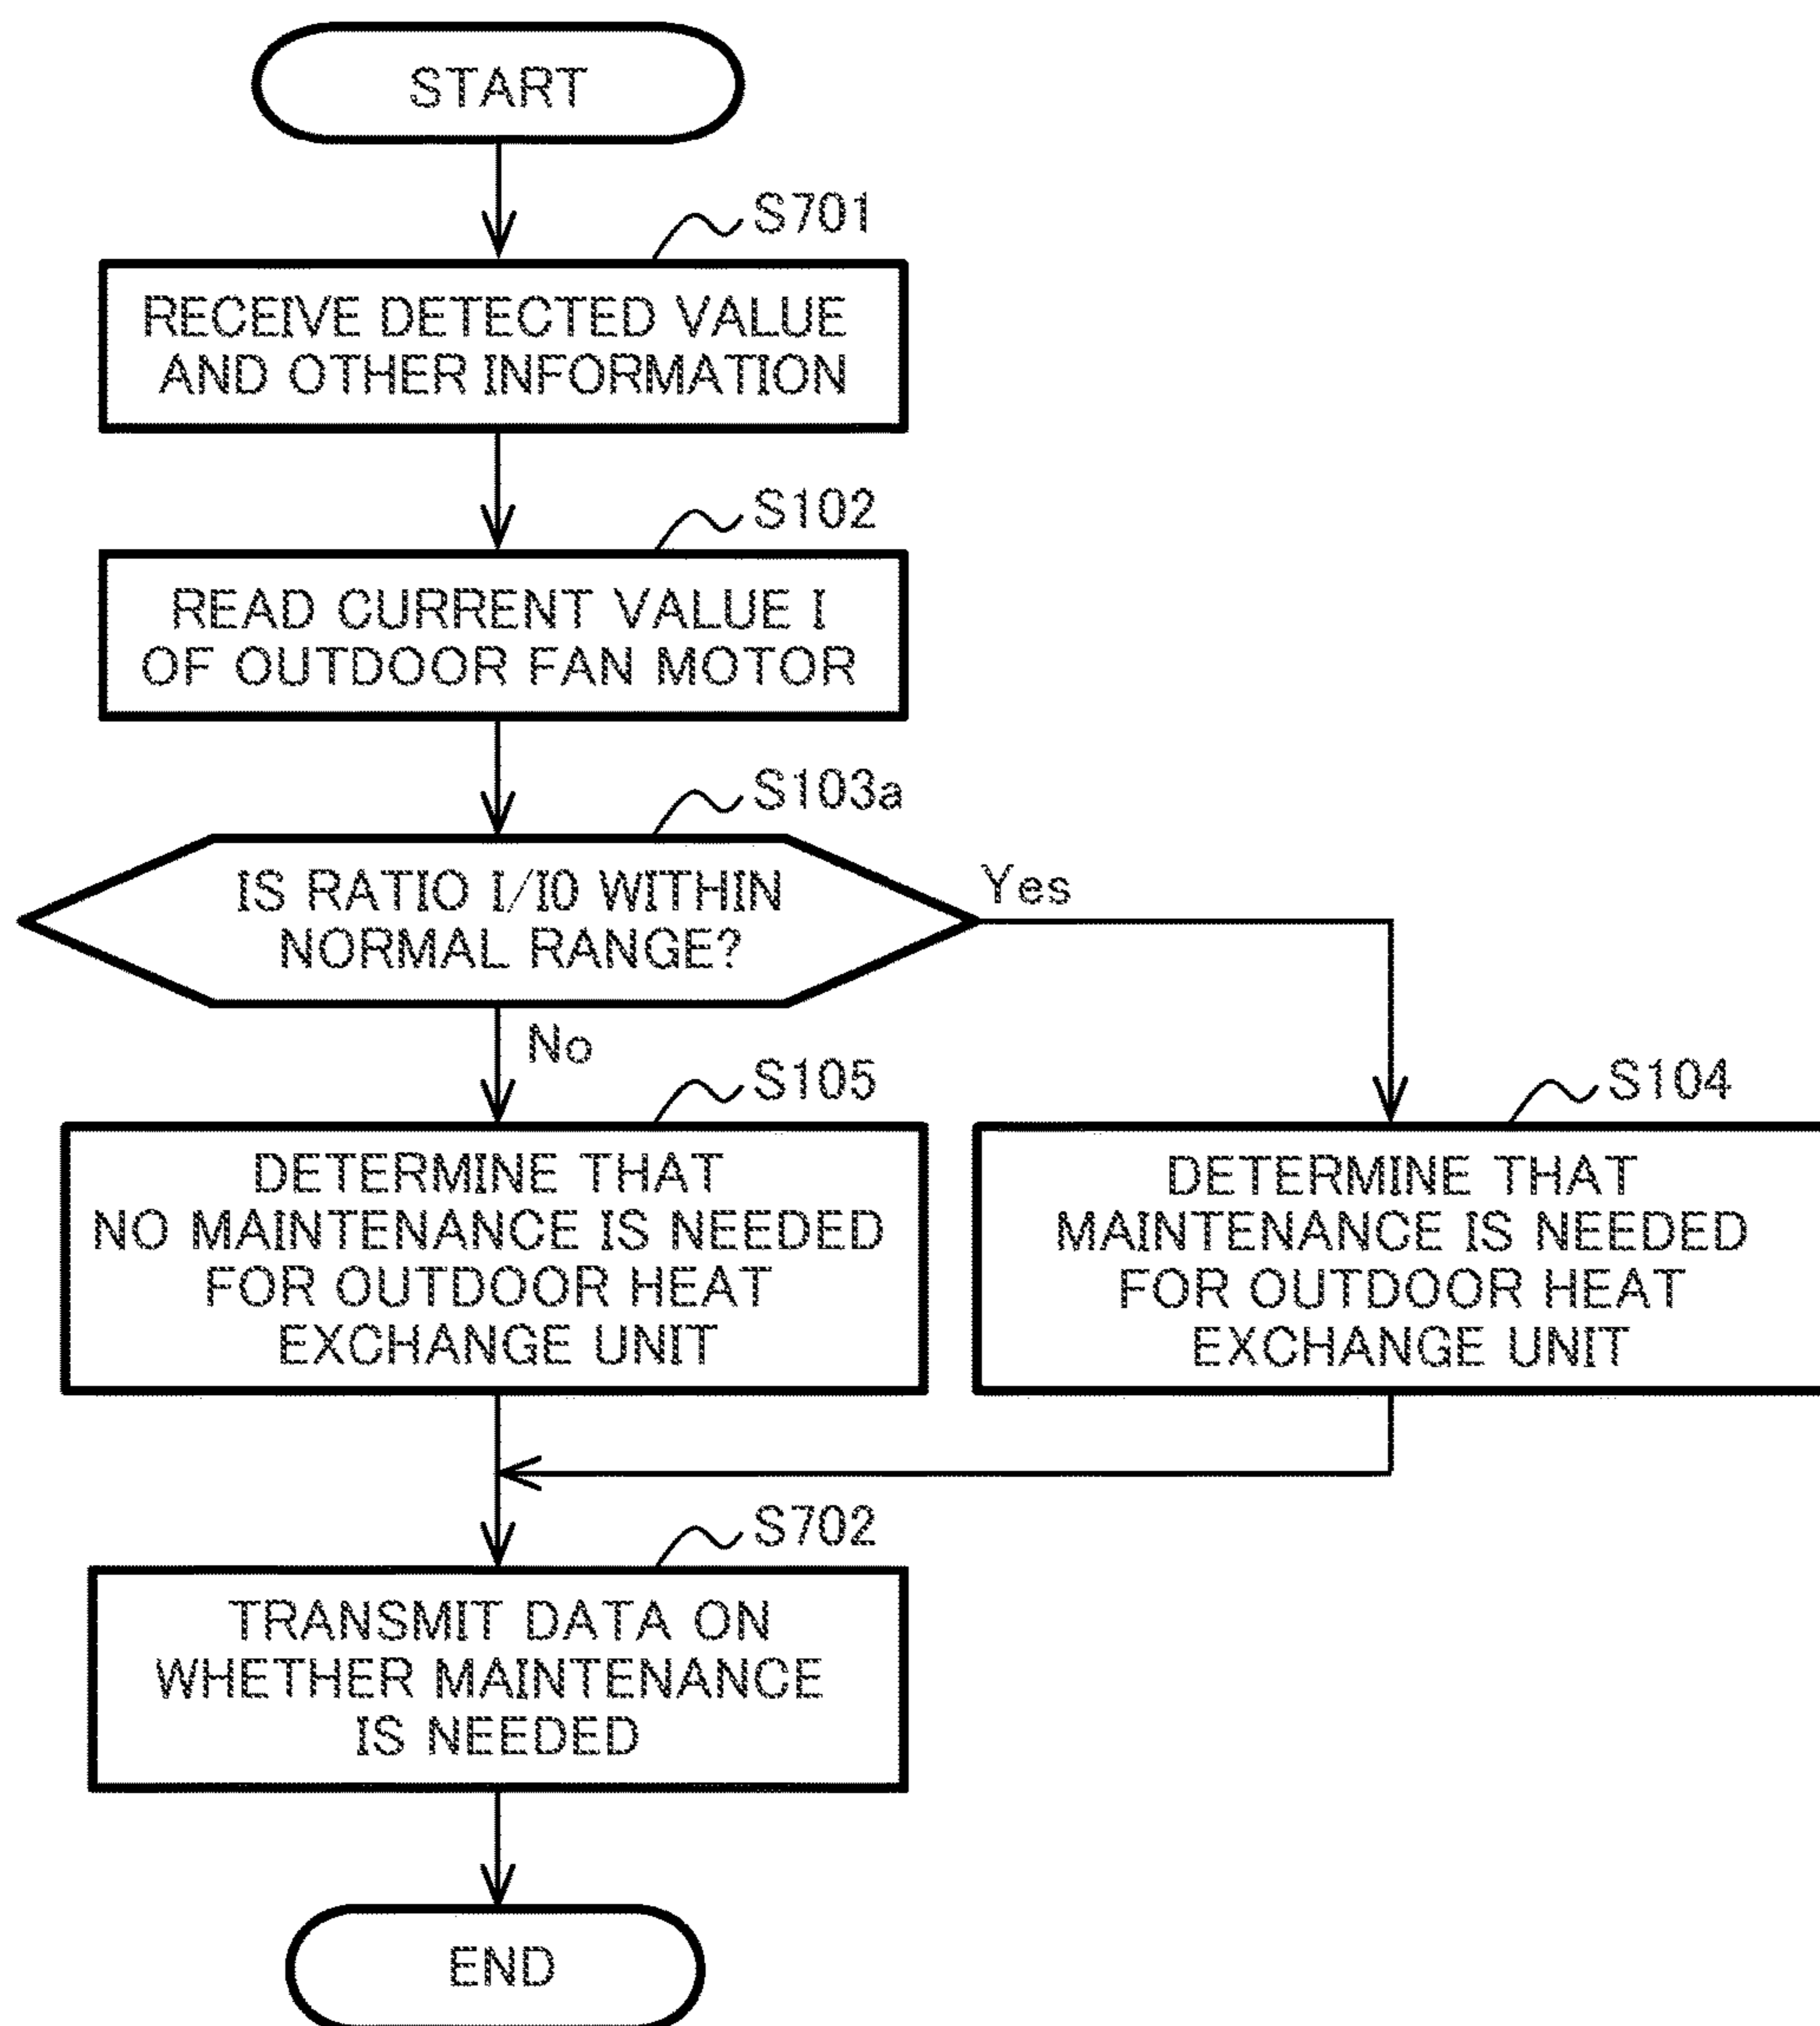 START
S701
RECEIVE DETECTED VALUE
AND OTHER INFORMATION
S102
READ CURRENT VALUE I
OF OUTDOOR FAN MOTOR
S103a
IS RATIO I/I0 WITHIN
NORMAL RANGE?
Yes
No
S105
DETERMINE THAT
NO MAINTENANCE IS NEEDED
FOR OUTDOOR HEAT
EXCHANGE UNIT
S104
DETERMINE THAT
MAINTENANCE IS NEEDED
FOR OUTDOOR HEAT
EXCHANGE UNIT
S702
TRANSMIT DATA ON
WHETHER MAINTENANCE
IS NEEDED
END